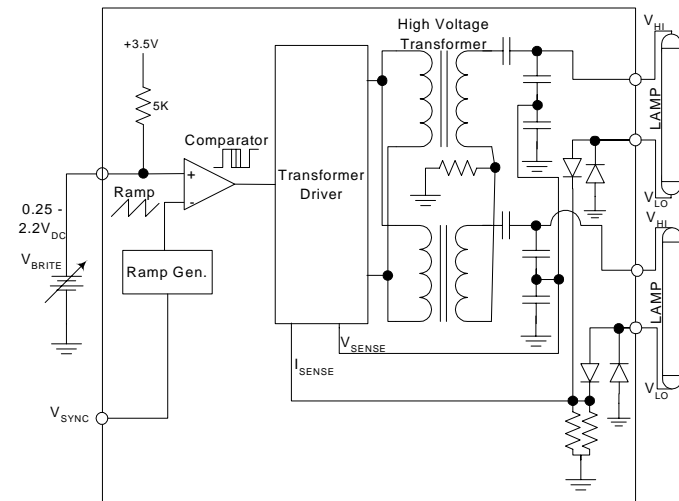 High Voltage
Transformer
V_HI
+3.5V
5K
Comparator
LAMP
Transformer
Driver
+
Ramp
-
0.25 -
2.2V_DC
V_LO
V_HI
V_BRITE
Ramp Gen.
LAMP
V_SENSE
I_SENSE
V_LO
V_SYNC